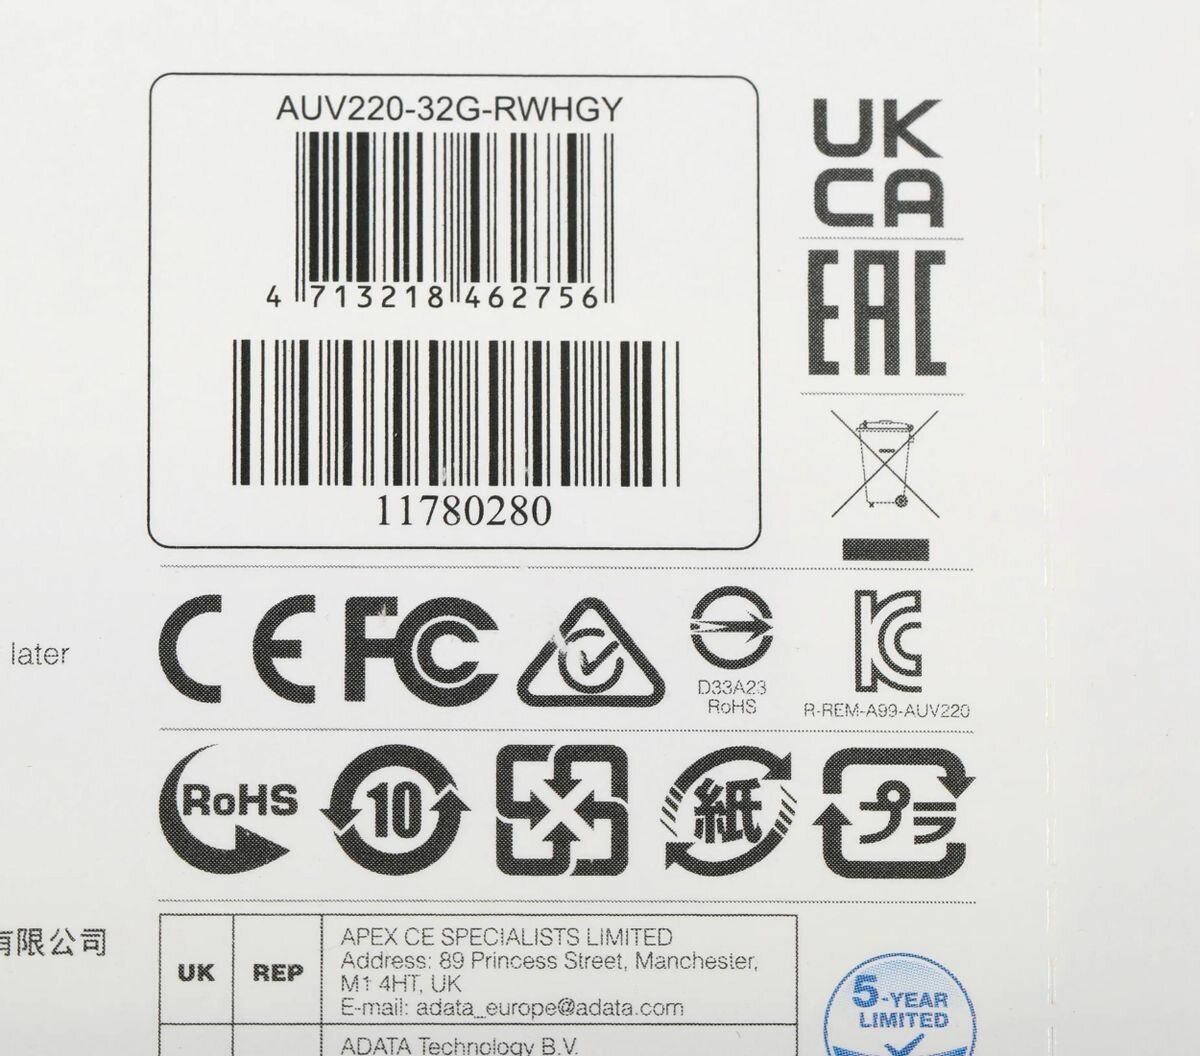 AUV220-32G-RWHGY
4 713218 462756
11780280
UK
CA
EAC
later
CE FC
D33A23
RoHS
R-REM-A99-AUV220
RoHS
10
紙
プラ
有限公司
UK REP
APEX CE SPECIALISTS LIMITED
Address: 89 Princess Street, Manchester,
M1 4HT, UK
E-mail: adata_europe@adata.com
ADATA Technology B.V.
5-YEAR
LIMITED